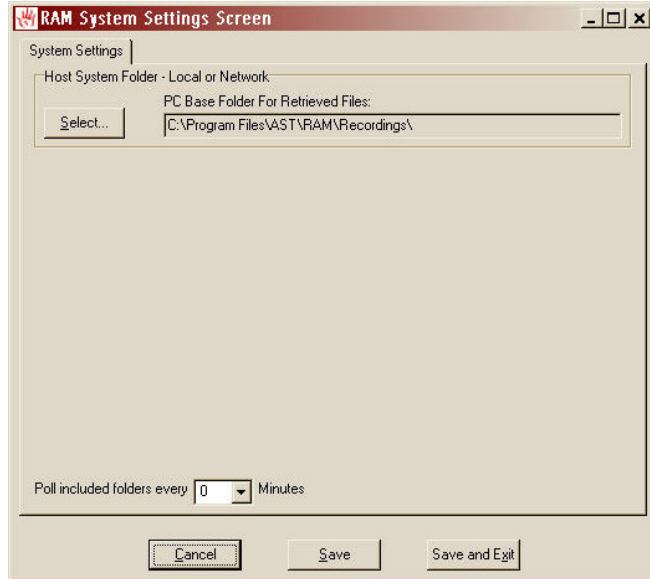 RAM System Settings Screen
System Settings
Host System Folder - Local or Network
PC Base Folder For Retrieved Files:
Select...
C:\Program Files\AST\RAM\Recordings\
Poll included folders every 0 Minutes
Cancel Save Save and Exit